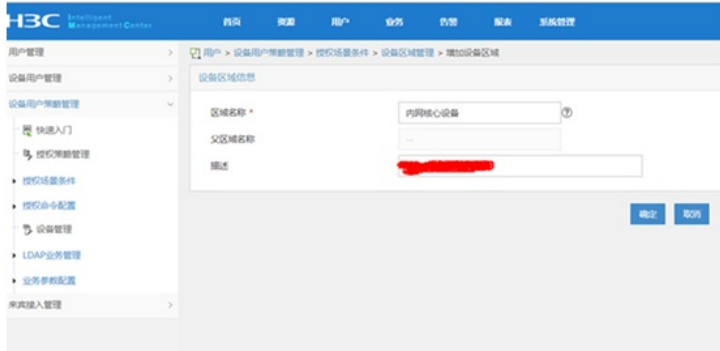 H3C Intelligent
Management Center
首页 资源 用户 业务 告警 报表 系统管理
用户管理
设备用户管理
设备用户策略管理
快速入门
授权策略管理
授权场景条件
授权命令配置
设备管理
LDAP业务管理
业务参数配置
来宾接入管理
用户 > 设备用户策略管理 > 授权场景条件 > 设备区域管理 > 增加设备区域
设备区域信息
区域名称 * 内网核心设备
父区域名称 --
描述
确定 取消